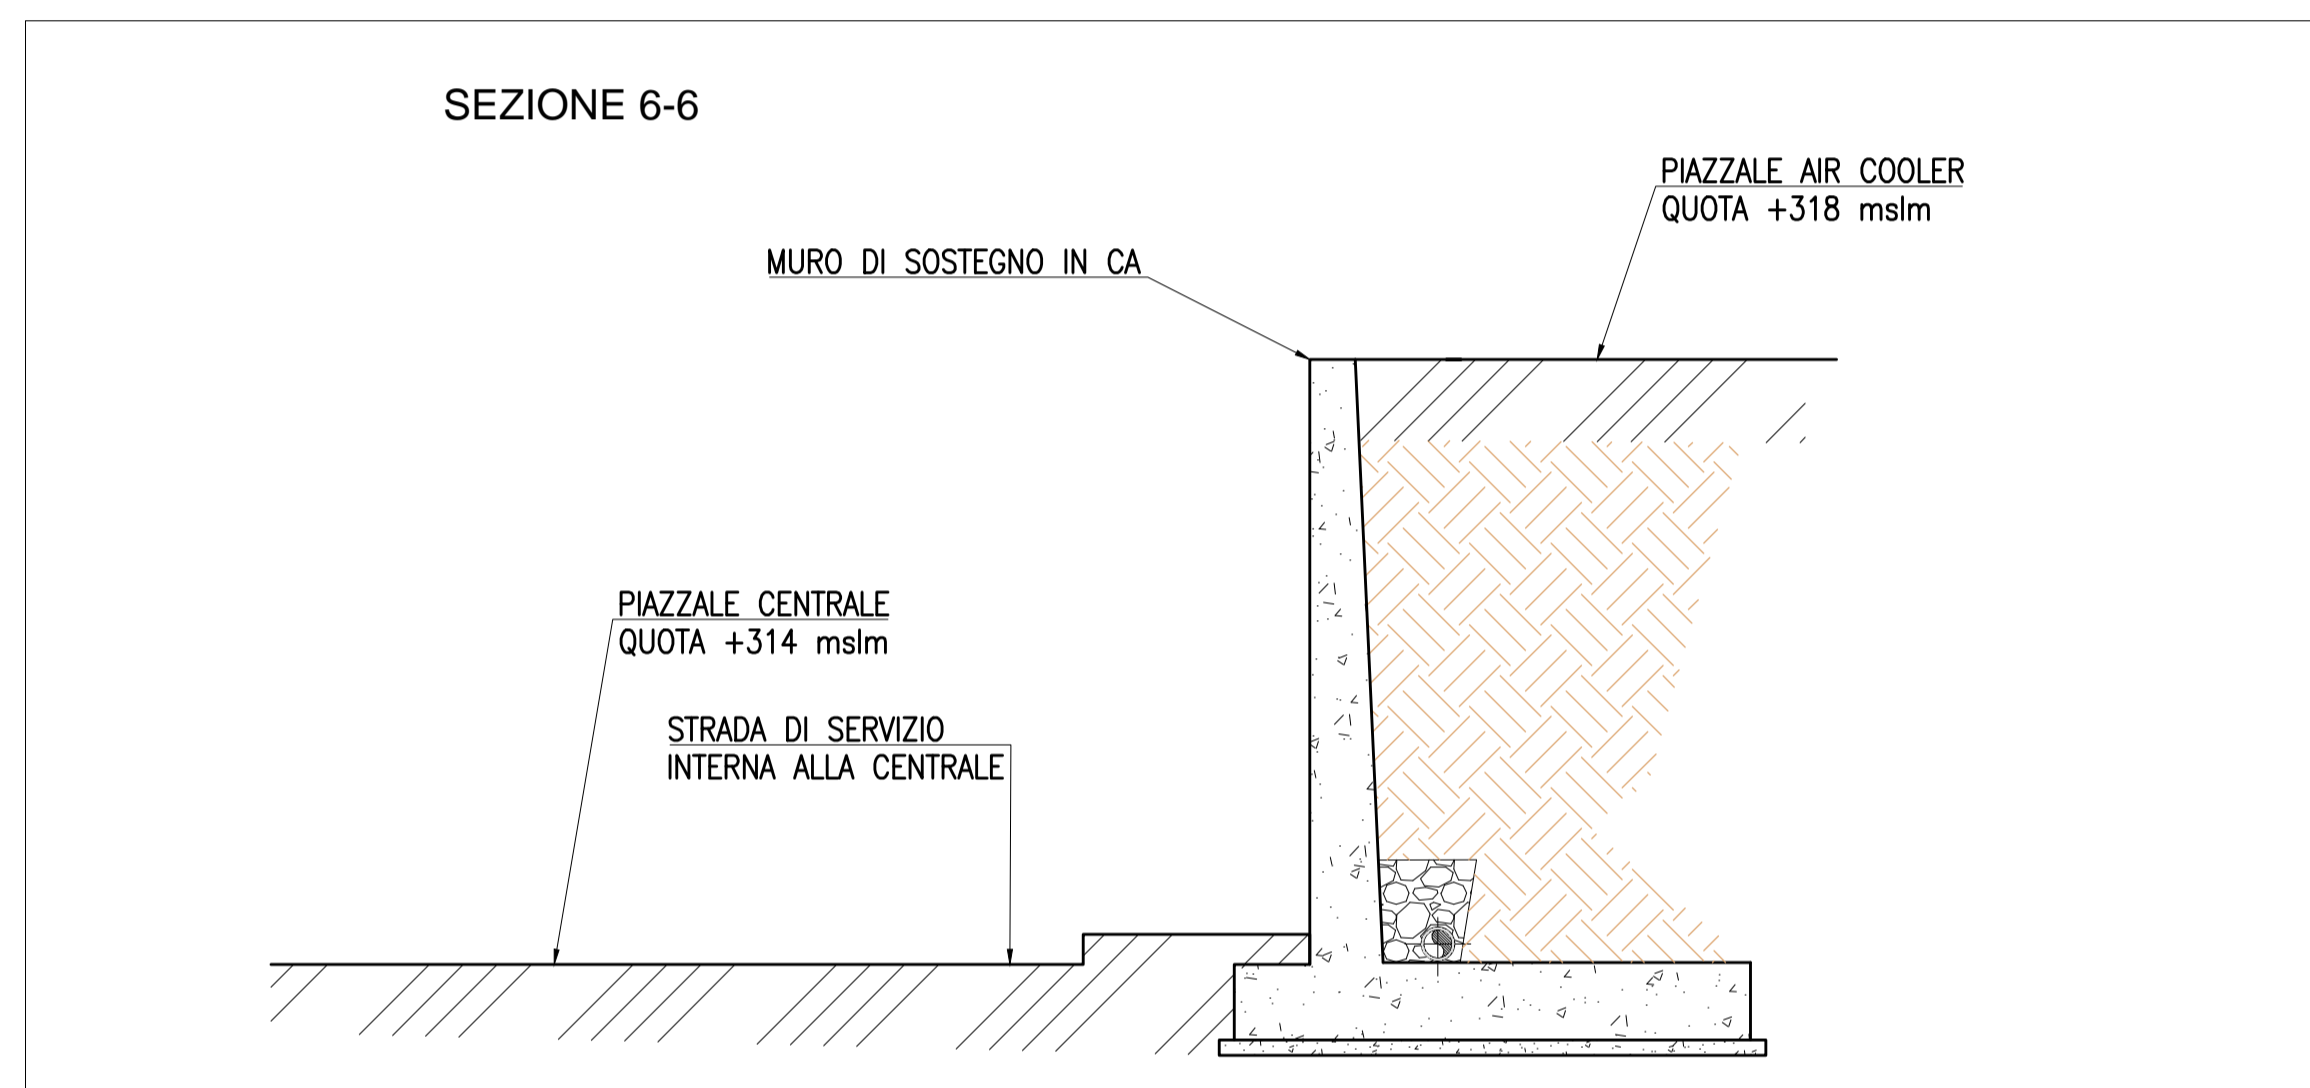 SEZIONE 6-6
PIAZZALE AIR COOLER
QUOTA +318 mslm
MURO DI SOSTEGNO IN CA
PIAZZALE CENTRALE
QUOTA +314 mslm
STRADA DI SERVIZIO
INTERNA ALLA CENTRALE